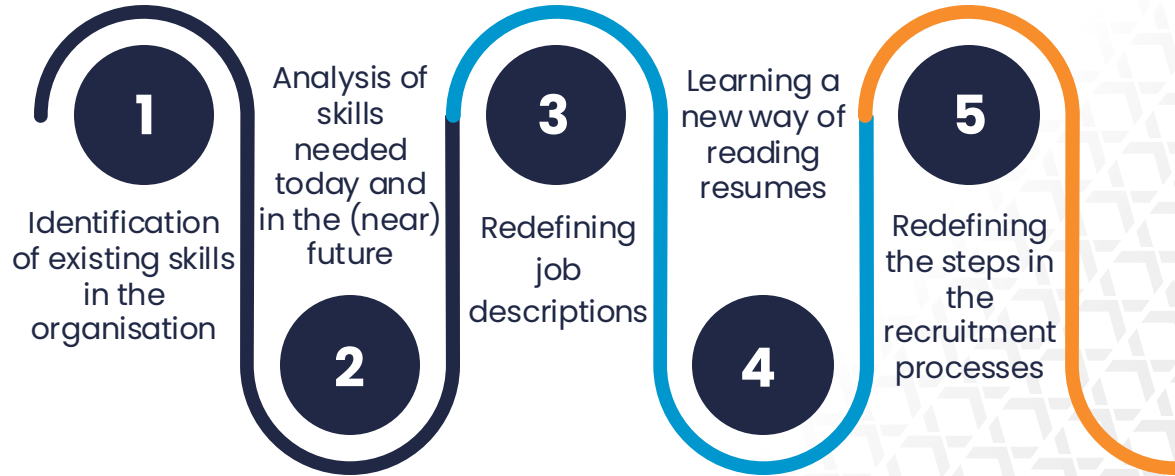 1
Identification
of existing skills
in the
organisation
Analysis of
skills
needed
today and
in the (near)
future
2
3
Redefining
job
descriptions
Learning a
new way of
reading
resumes
4
5
Redefining
the steps in
the
recruitment
processes